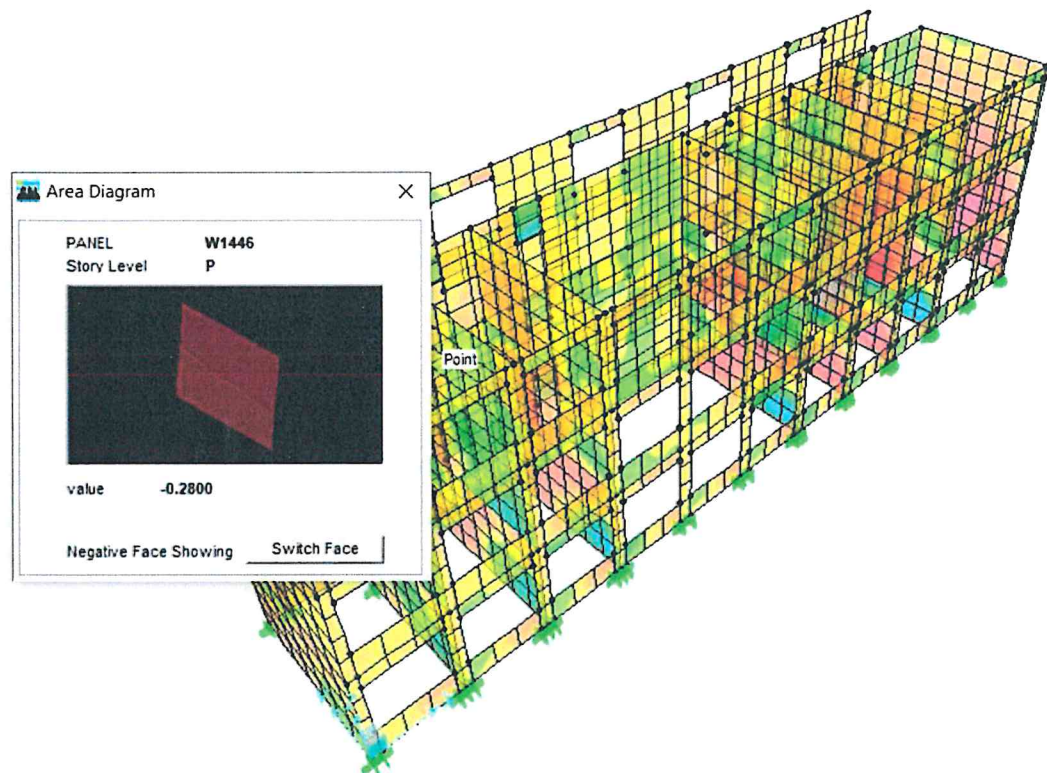 Area Diagram
PANEL W1446
Story Level P
Point
value -0.2800
Negative Face Showing Switch Face